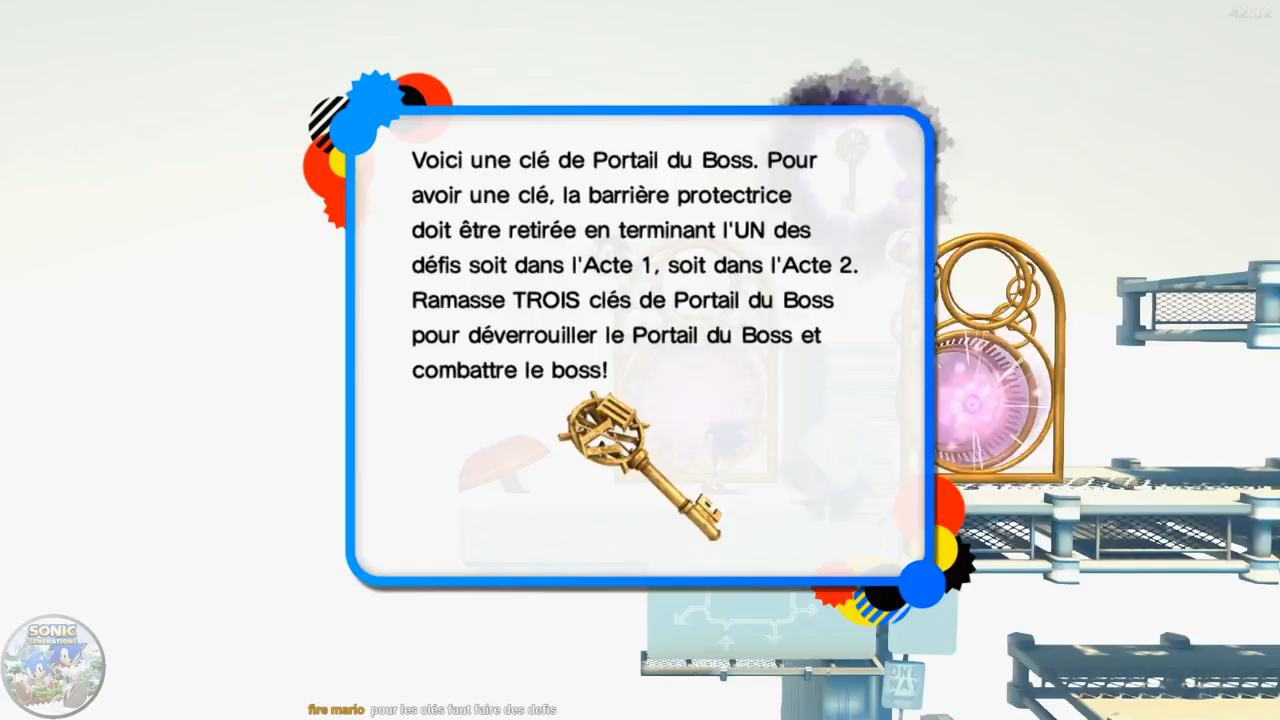 Voici une clé de Portail du Boss. Pour
avoir une clé, la barrière protectrice
doit être retirée en terminant l'UN des
défis soit dans l'Acte 1, soit dans l'Acte 2.
Ramasse TROIS clés de Portail du Boss
pour déverrouiller le Portail du Boss et
combattre le boss!
SONIC
GENERATIONS
ONE
WAY
fire mario pour les clés faut faire des defis